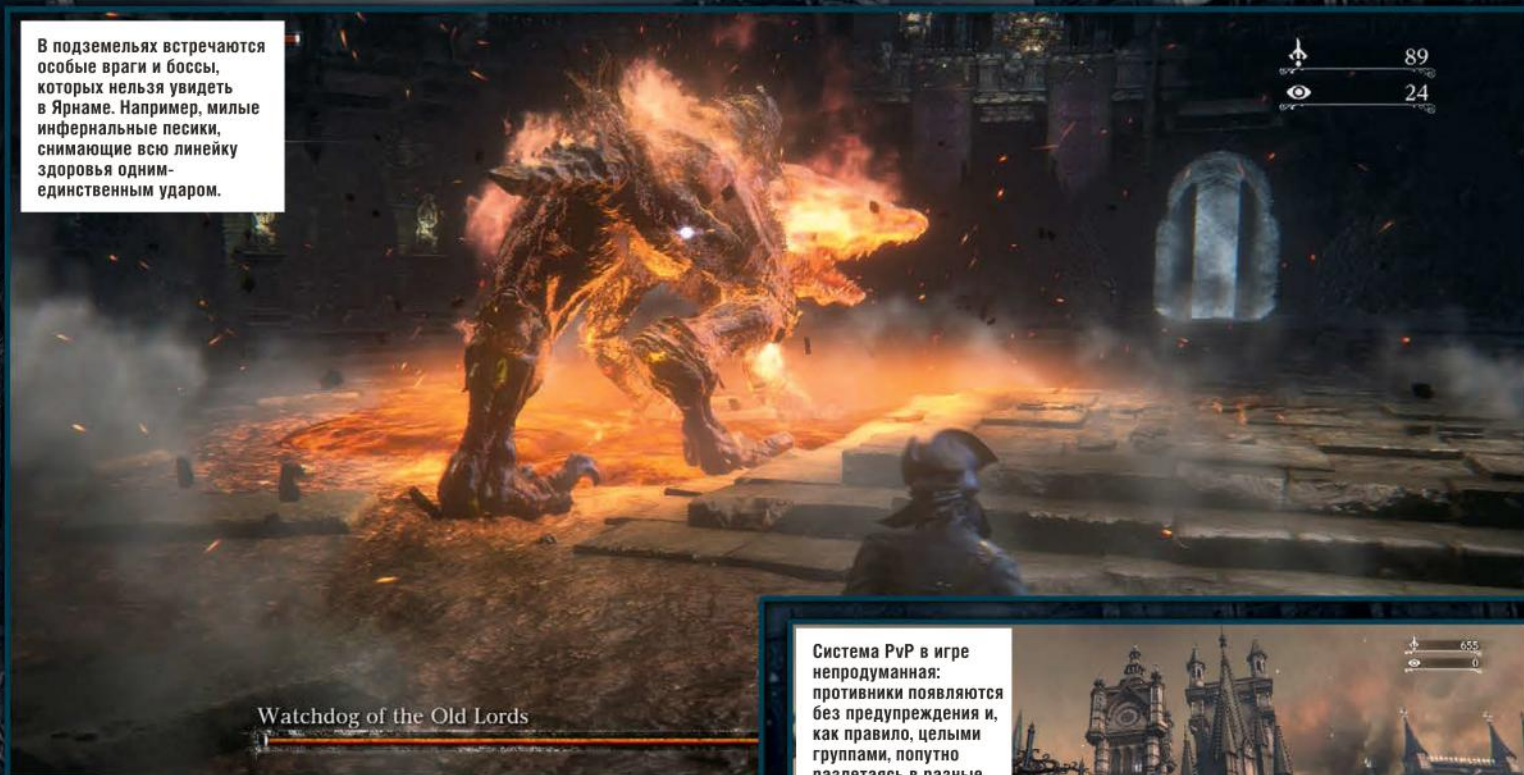 В подземельях встречаются
особые враги и боссы,
которых нельзя увидеть
в Ярнаме. Например, милые
инфернальные песики,
снимающие всю линейку
здоровья одним-
единственным ударом.
89
24
Watchdog of the Old Lords
Система PvP в игре
непродуманная:
противники появляются
без предупреждения и,
как правило, целыми
группами, попутно
разлетаясь в разные
655
0